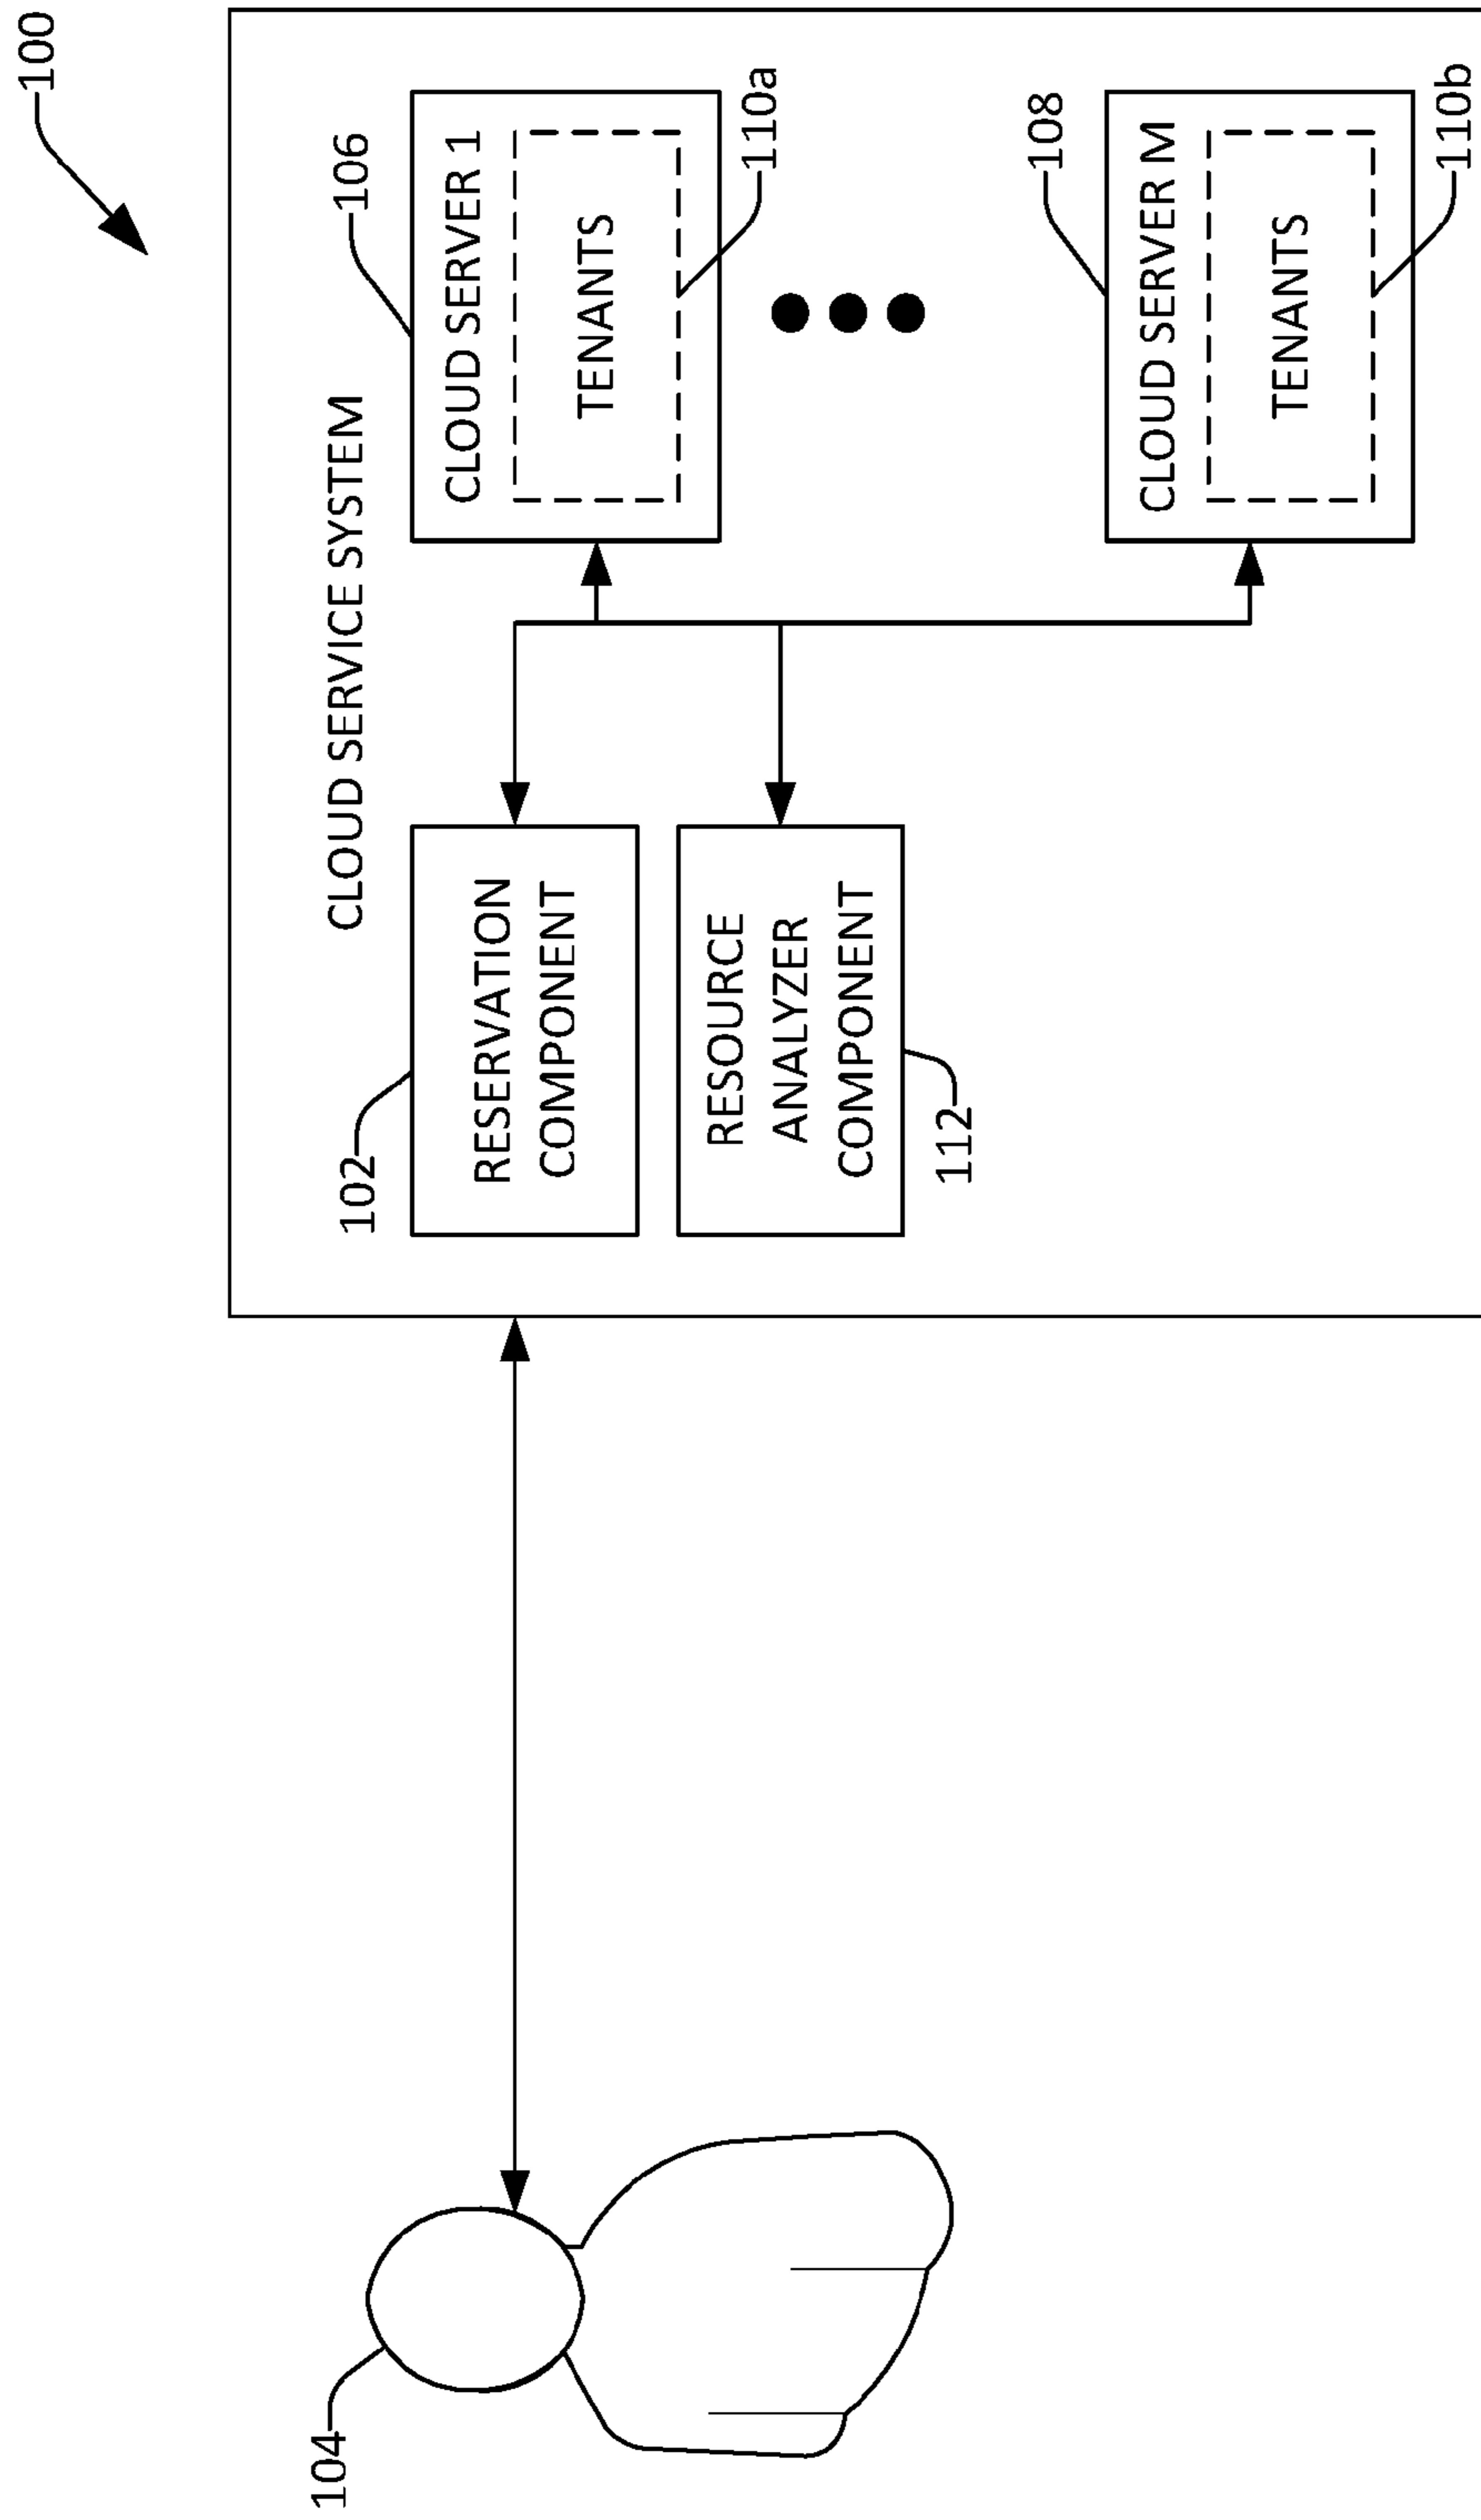 100
CLOUD SERVICE SYSTEM
106
102
RESERVATION
COMPONENT
CLOUD SERVER 1
TENANTS
110a
104
RESOURCE
ANALYZER
COMPONENT
112
108
CLOUD SERVER M
TENANTS
110b